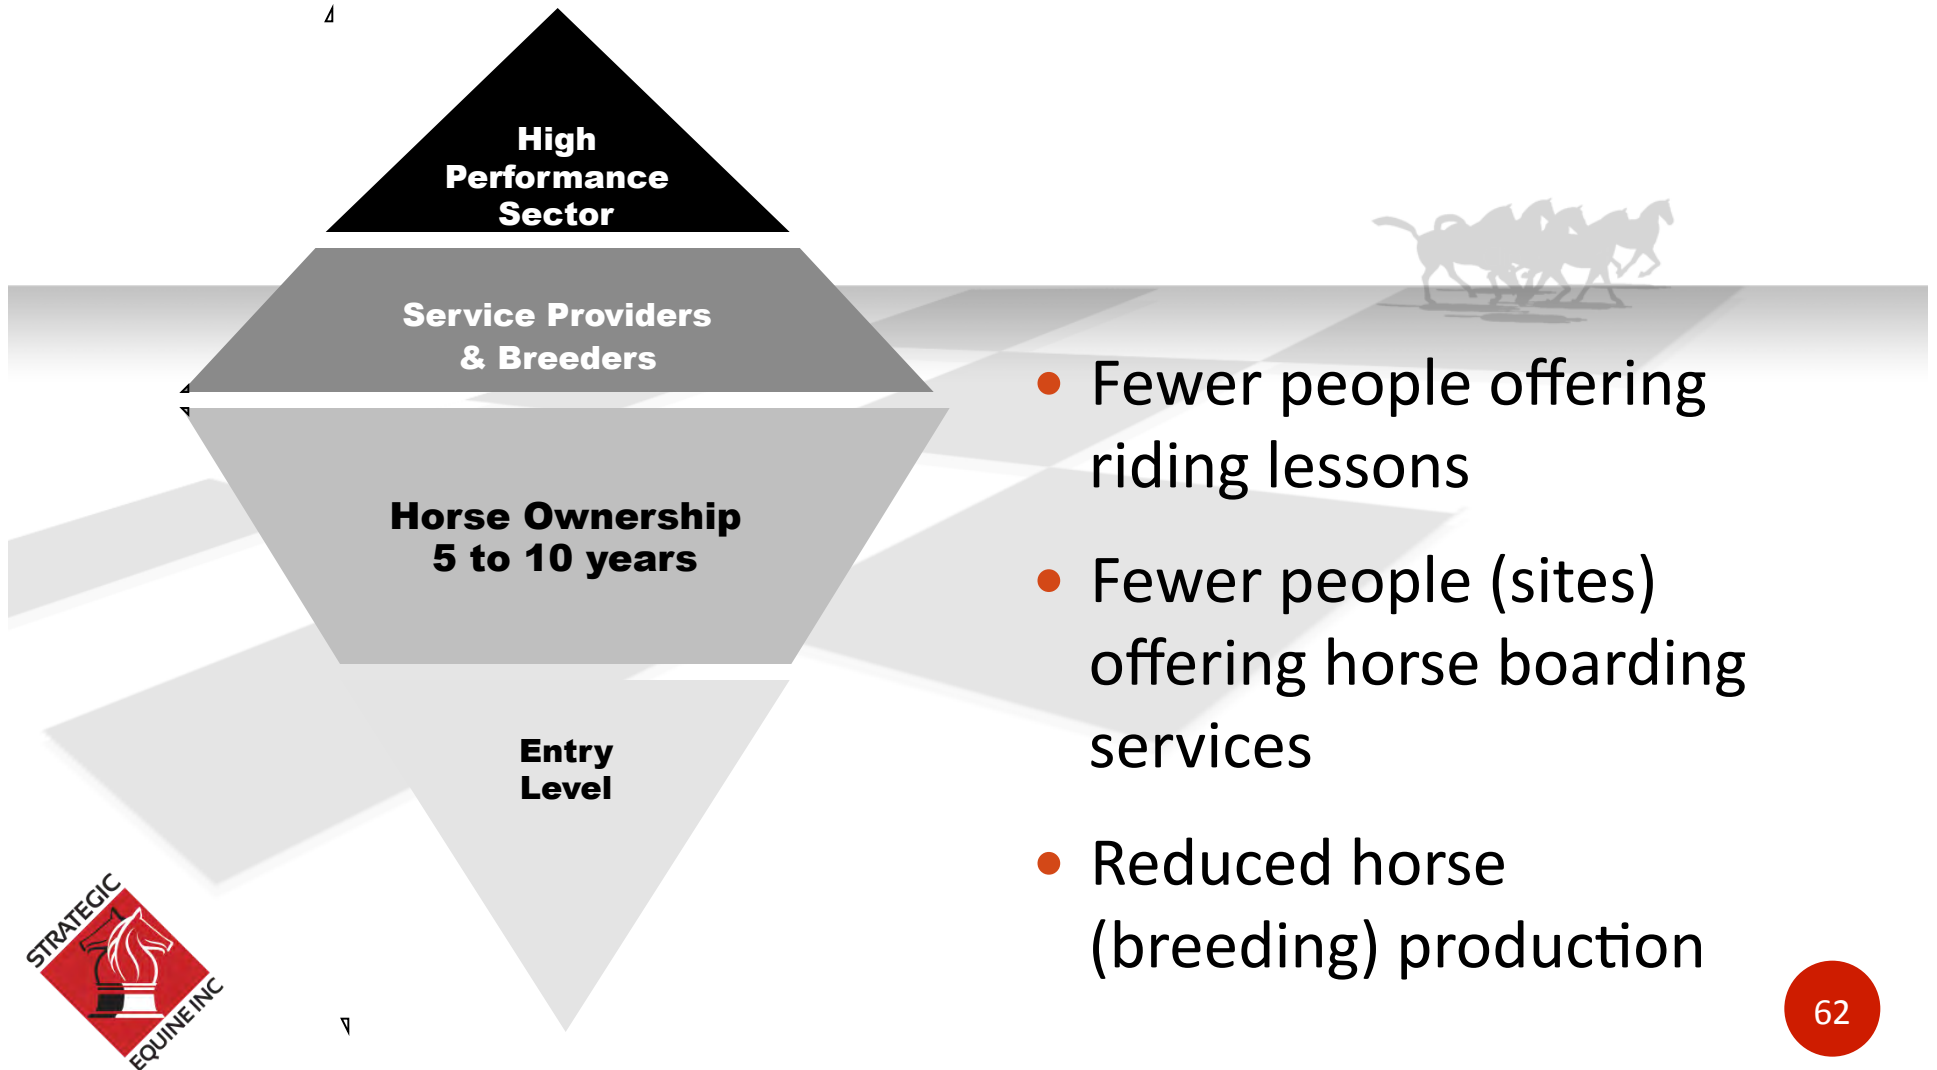 High
Performance
Sector
Service Providers
& Breeders
Horse Ownership
5 to 10 years
Entry
Level
• Fewer people offering
riding lessons
• Fewer people (sites)
offering horse boarding
services
• Reduced horse
(breeding) production
STRATEGIC
EQUINE INC
62